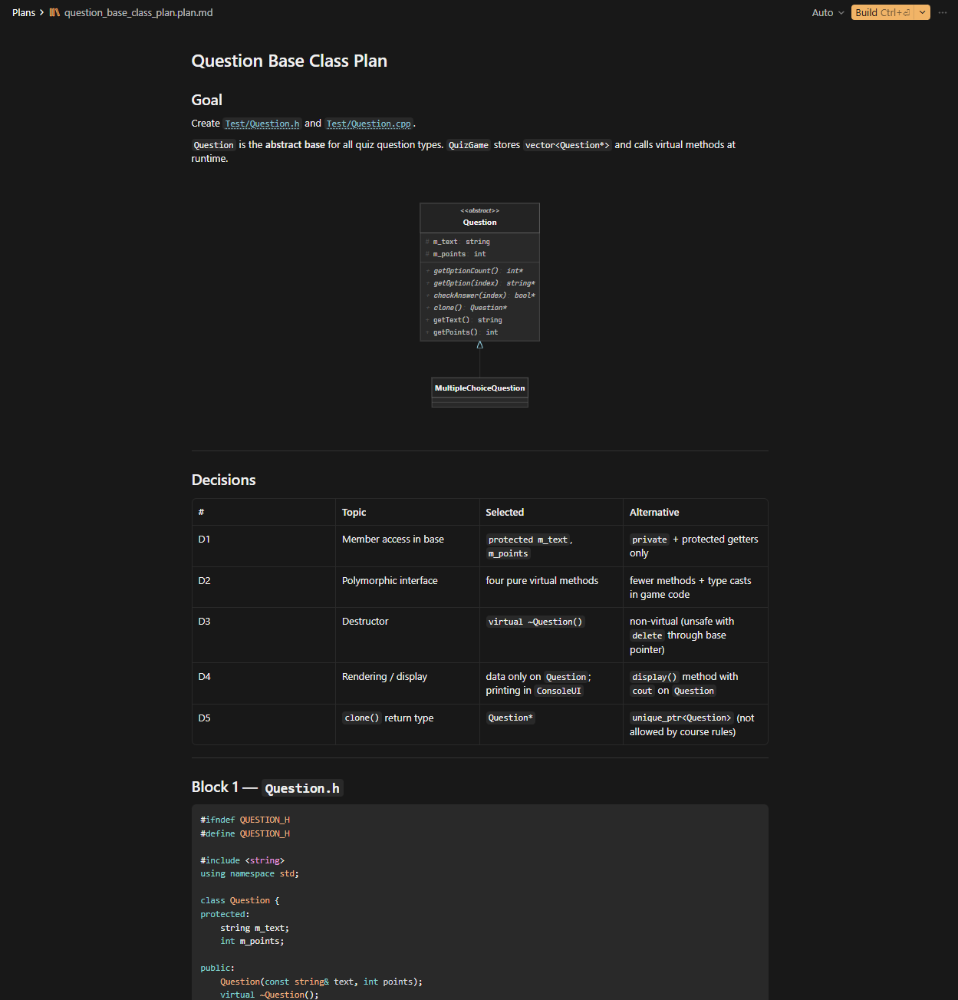 Plans > question_base_class_plan.plan.md
Auto
Build Ctrl+⏎
Question Base Class Plan
Goal
Create Test/Question.h and Test/Question.cpp.
Question is the abstract base for all quiz question types. QuizGame stores vector<Question*> and calls virtual methods at
runtime.
<<abstract>>
Question
# m_text: string
# m_points: int
+ getOptionCount() : int*
+ getOption(index) : string*
+ checkAnswer(index) : bool*
+ clone() : Question*
+ getText() : string
+ getPoints() : int
MultipleChoiceQuestion
Decisions
# Topic Selected Alternative
D1 Member access in base protected m_text, private + protected getters
m_points only
D2 Polymorphic interface four pure virtual methods fewer methods + type casts
in game code
D3 Destructor virtual ~Question() non-virtual (unsafe with
delete through base
pointer)
D4 Rendering / display data only on Question; display() method with
printing in ConsoleUI cout on Question
D5 clone() return type Question* unique_ptr<Question> (not
allowed by course rules)
Block 1 — Question.h
#ifndef QUESTION_H
#define QUESTION_H
#include <string>
using namespace std;
class Question {
protected:
string m_text;
int m_points;
public:
Question(const string& text, int points);
virtual ~Question();